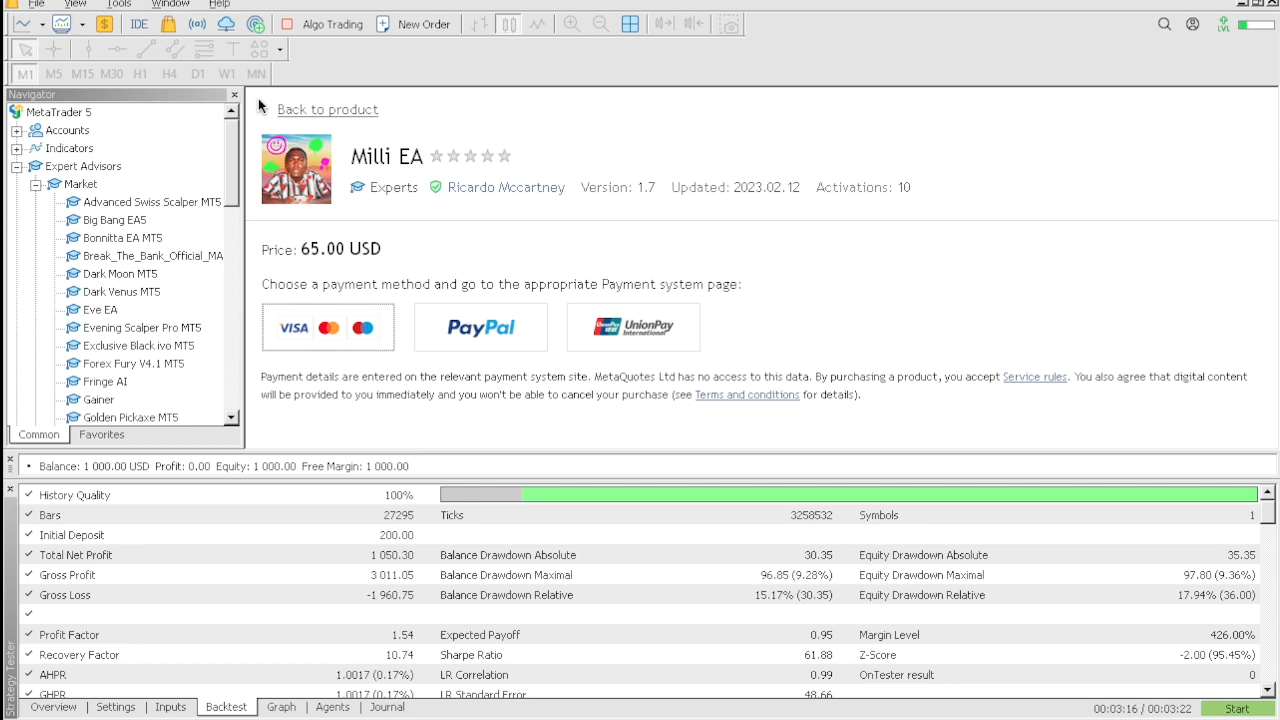 File View Tools Window Help
IDE Algo Trading New Order LVL
M1 M5 M15 M30 H1 H4 D1 W1 MN
Navigator
MetaTrader 5
Accounts
Indicators
Expert Advisors
Market
Advanced Swiss Scalper MT5
Big Bang EA5
Bonnitta EA MT5
Break_The_Bank_Official_MA
Dark Moon MT5
Dark Venus MT5
Eve EA
Evening Scalper Pro MT5
Exclusive Black ivo MT5
Forex Fury V4.1 MT5
Fringe AI
Gainer
Golden Pickaxe MT5
Common Favorites
Back to product
Milli EA
Experts Ricardo Mccartney Version: 1.7 Updated: 2023.02.12 Activations: 10
Price: 65.00 USD
Choose a payment method and go to the appropriate Payment system page:
VISA PayPal UnionPay International
Payment details are entered on the relevant payment system site. MetaQuotes Ltd has no access to this data. By purchasing a product, you accept Service rules. You also agree that digital content
will be provided to you immediately and you won't be able to cancel your purchase (see Terms and conditions for details).
Balance: 1 000.00 USD Profit: 0.00 Equity: 1 000.00 Free Margin: 1 000.00
History Quality 100%
Bars 27295 Ticks 3258532 Symbols 1
Initial Deposit 200.00
Total Net Profit 1 050.30 Balance Drawdown Absolute 30.35 Equity Drawdown Absolute 35.35
Gross Profit 3 011.05 Balance Drawdown Maximal 96.85 (9.28%) Equity Drawdown Maximal 97.80 (9.36%)
Gross Loss -1 960.75 Balance Drawdown Relative 15.17% (30.35) Equity Drawdown Relative 17.94% (36.00)
Profit Factor 1.54 Expected Payoff 0.95 Margin Level 426.00%
Recovery Factor 10.74 Sharpe Ratio 61.88 Z-Score -2.00 (95.45%)
AHPR 1.0017 (0.17%) LR Correlation 0.99 OnTester result 0
GHPR 1.0017 (0.17%) LR Standard Error 48.66
Strategy Tester
Overview Settings Inputs Backtest Graph Agents Journal 00:03:16 / 00:03:22 Start